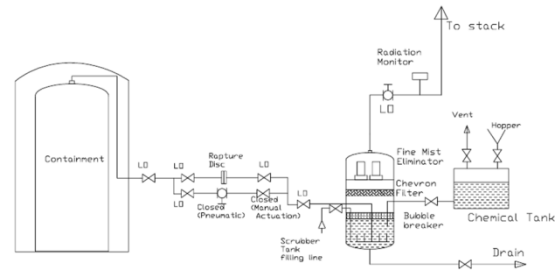 To stack
Radiation
Monitor
LO
Vent
Hopper
Fine Mist
Eliminator
Containment
LO
LO
Rapture
Disc
LO
Chevron
Filter
LO
LO
Closed
(Pneumatic)
Closed
(Manual
Actuation)
Bubble
breaker
Chemical Tank
Scrubber
Tank
filling line
Drain